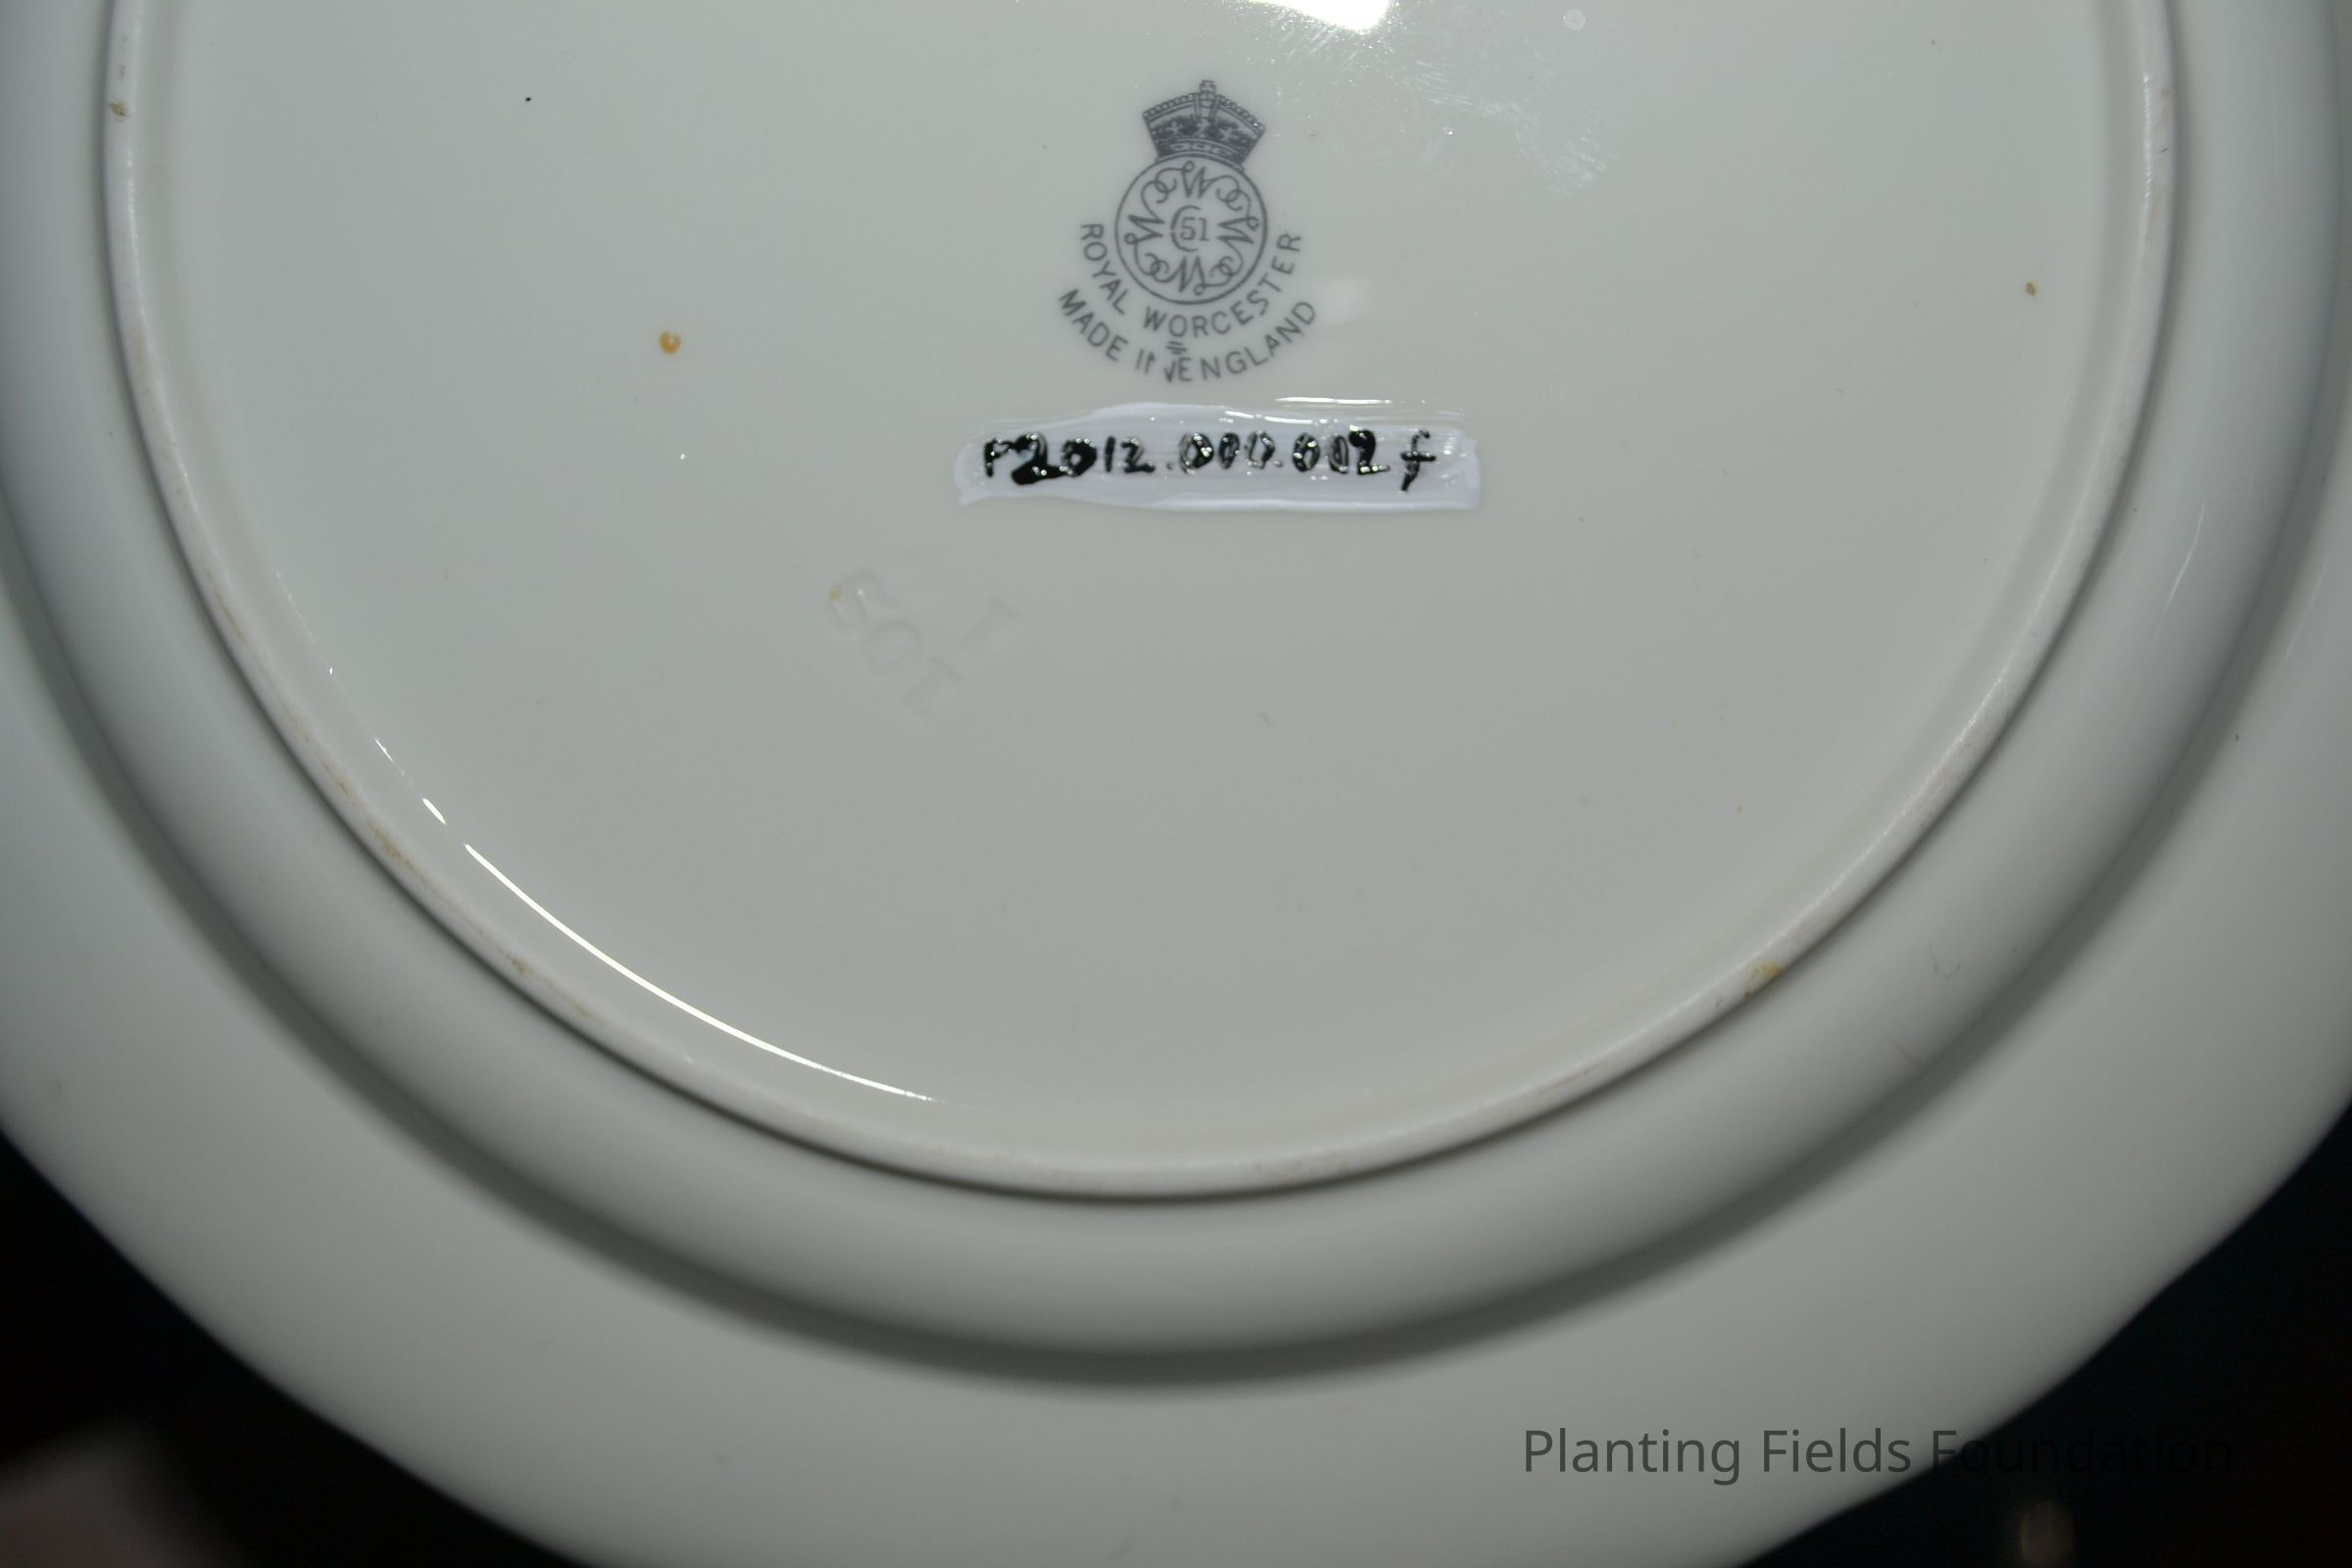 51
ROYAL WORCESTER
MADE IN ENGLAND
P2012.000.002f
Planting Fields Foundation